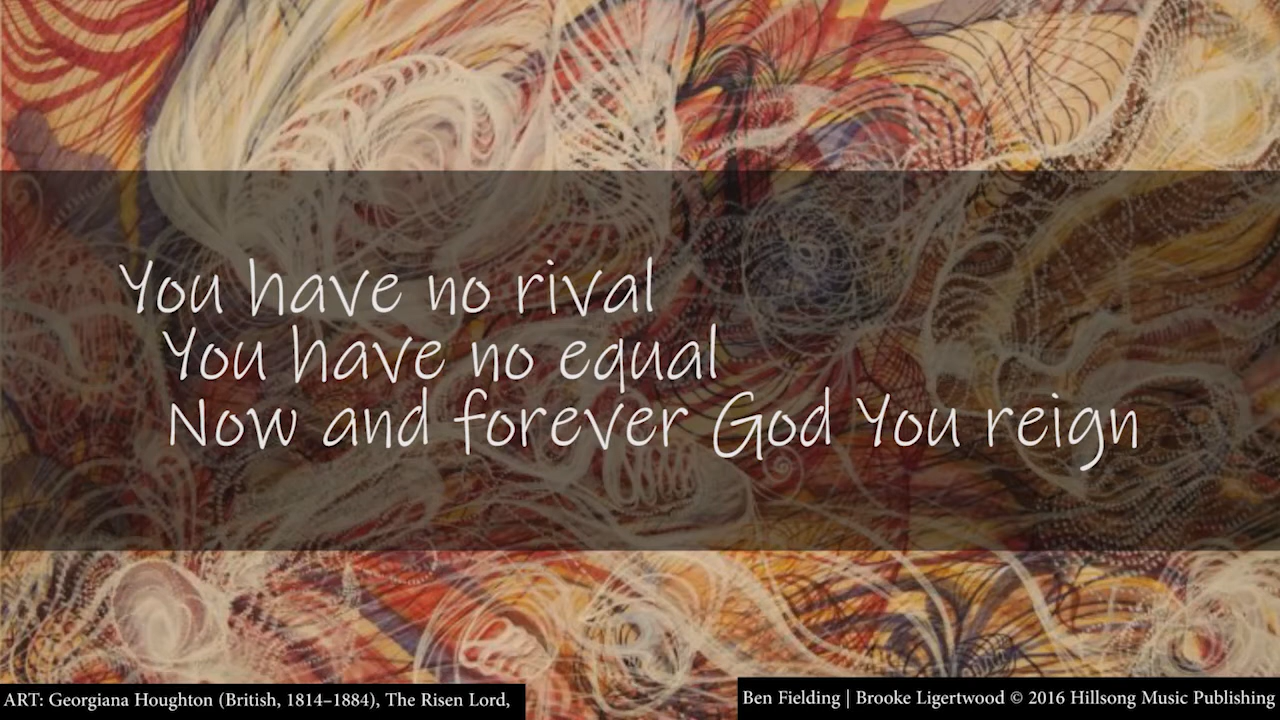 You have no rival
You have no equal
Now and forever God You reign
ART: Georgiana Houghton (British, 1814–1884), The Risen Lord,
Ben Fielding | Brooke Ligertwood © 2016 Hillsong Music Publishing